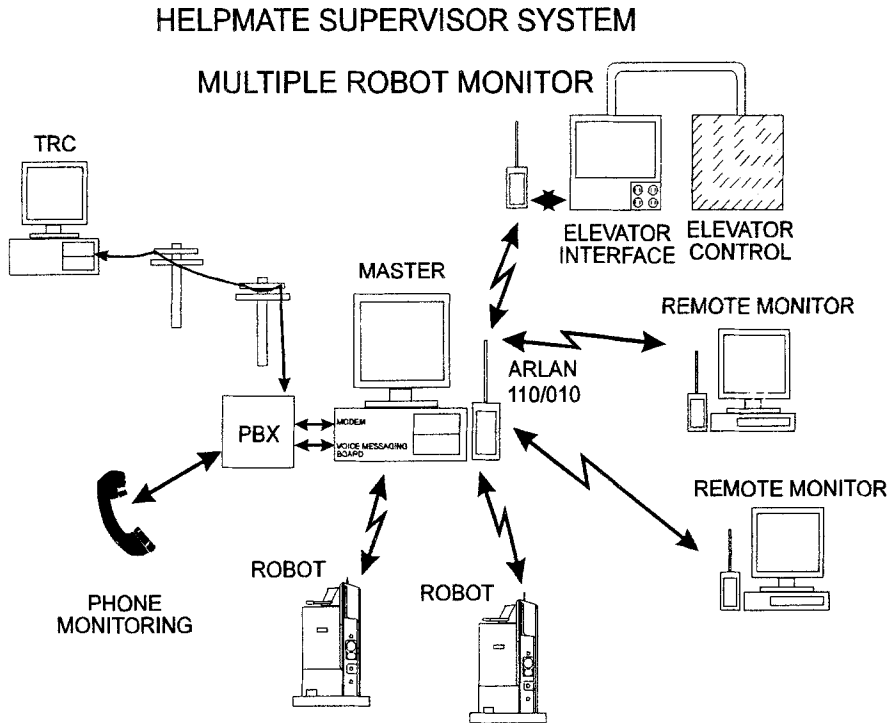 HELPMATE SUPERVISOR SYSTEM
MULTIPLE ROBOT MONITOR
TRC
ELEVATOR
INTERFACE
ELEVATOR
CONTROL
MASTER
REMOTE MONITOR
ARLAN
110/010
PBX
MODEM
VOICE MESSAGING
BOARD
REMOTE MONITOR
ROBOT
ROBOT
PHONE
MONITORING